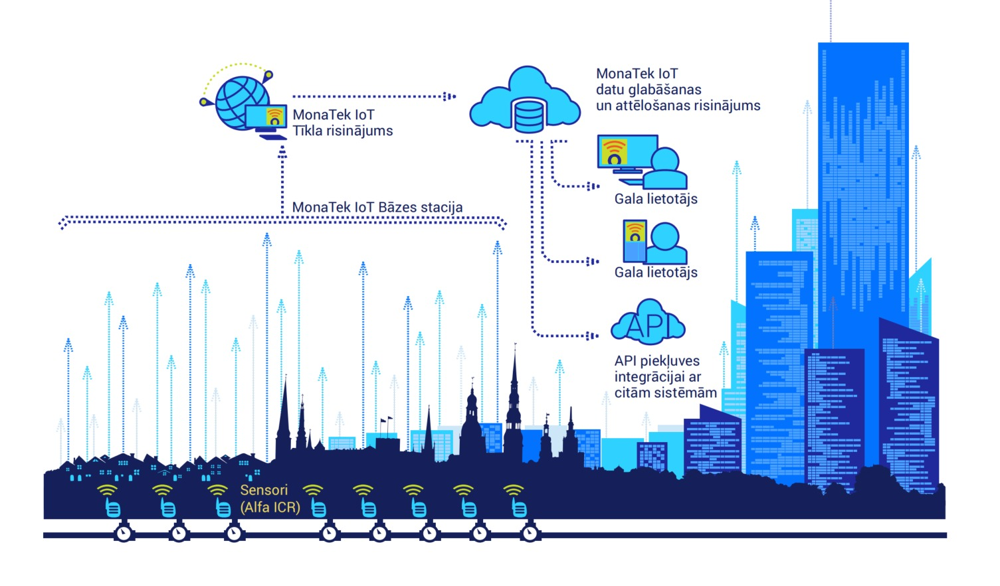 MonaTek IoT
datu glabāšanas
un attēlošanas risinājums
MonaTek IoT
Tīkla risinājums
Gala lietotājs
MonaTek IoT Bāzes stacija
Gala lietotājs
API
API piekļuves
integrācijai ar
citām sistēmām
Sensori
(Alfa ICR)